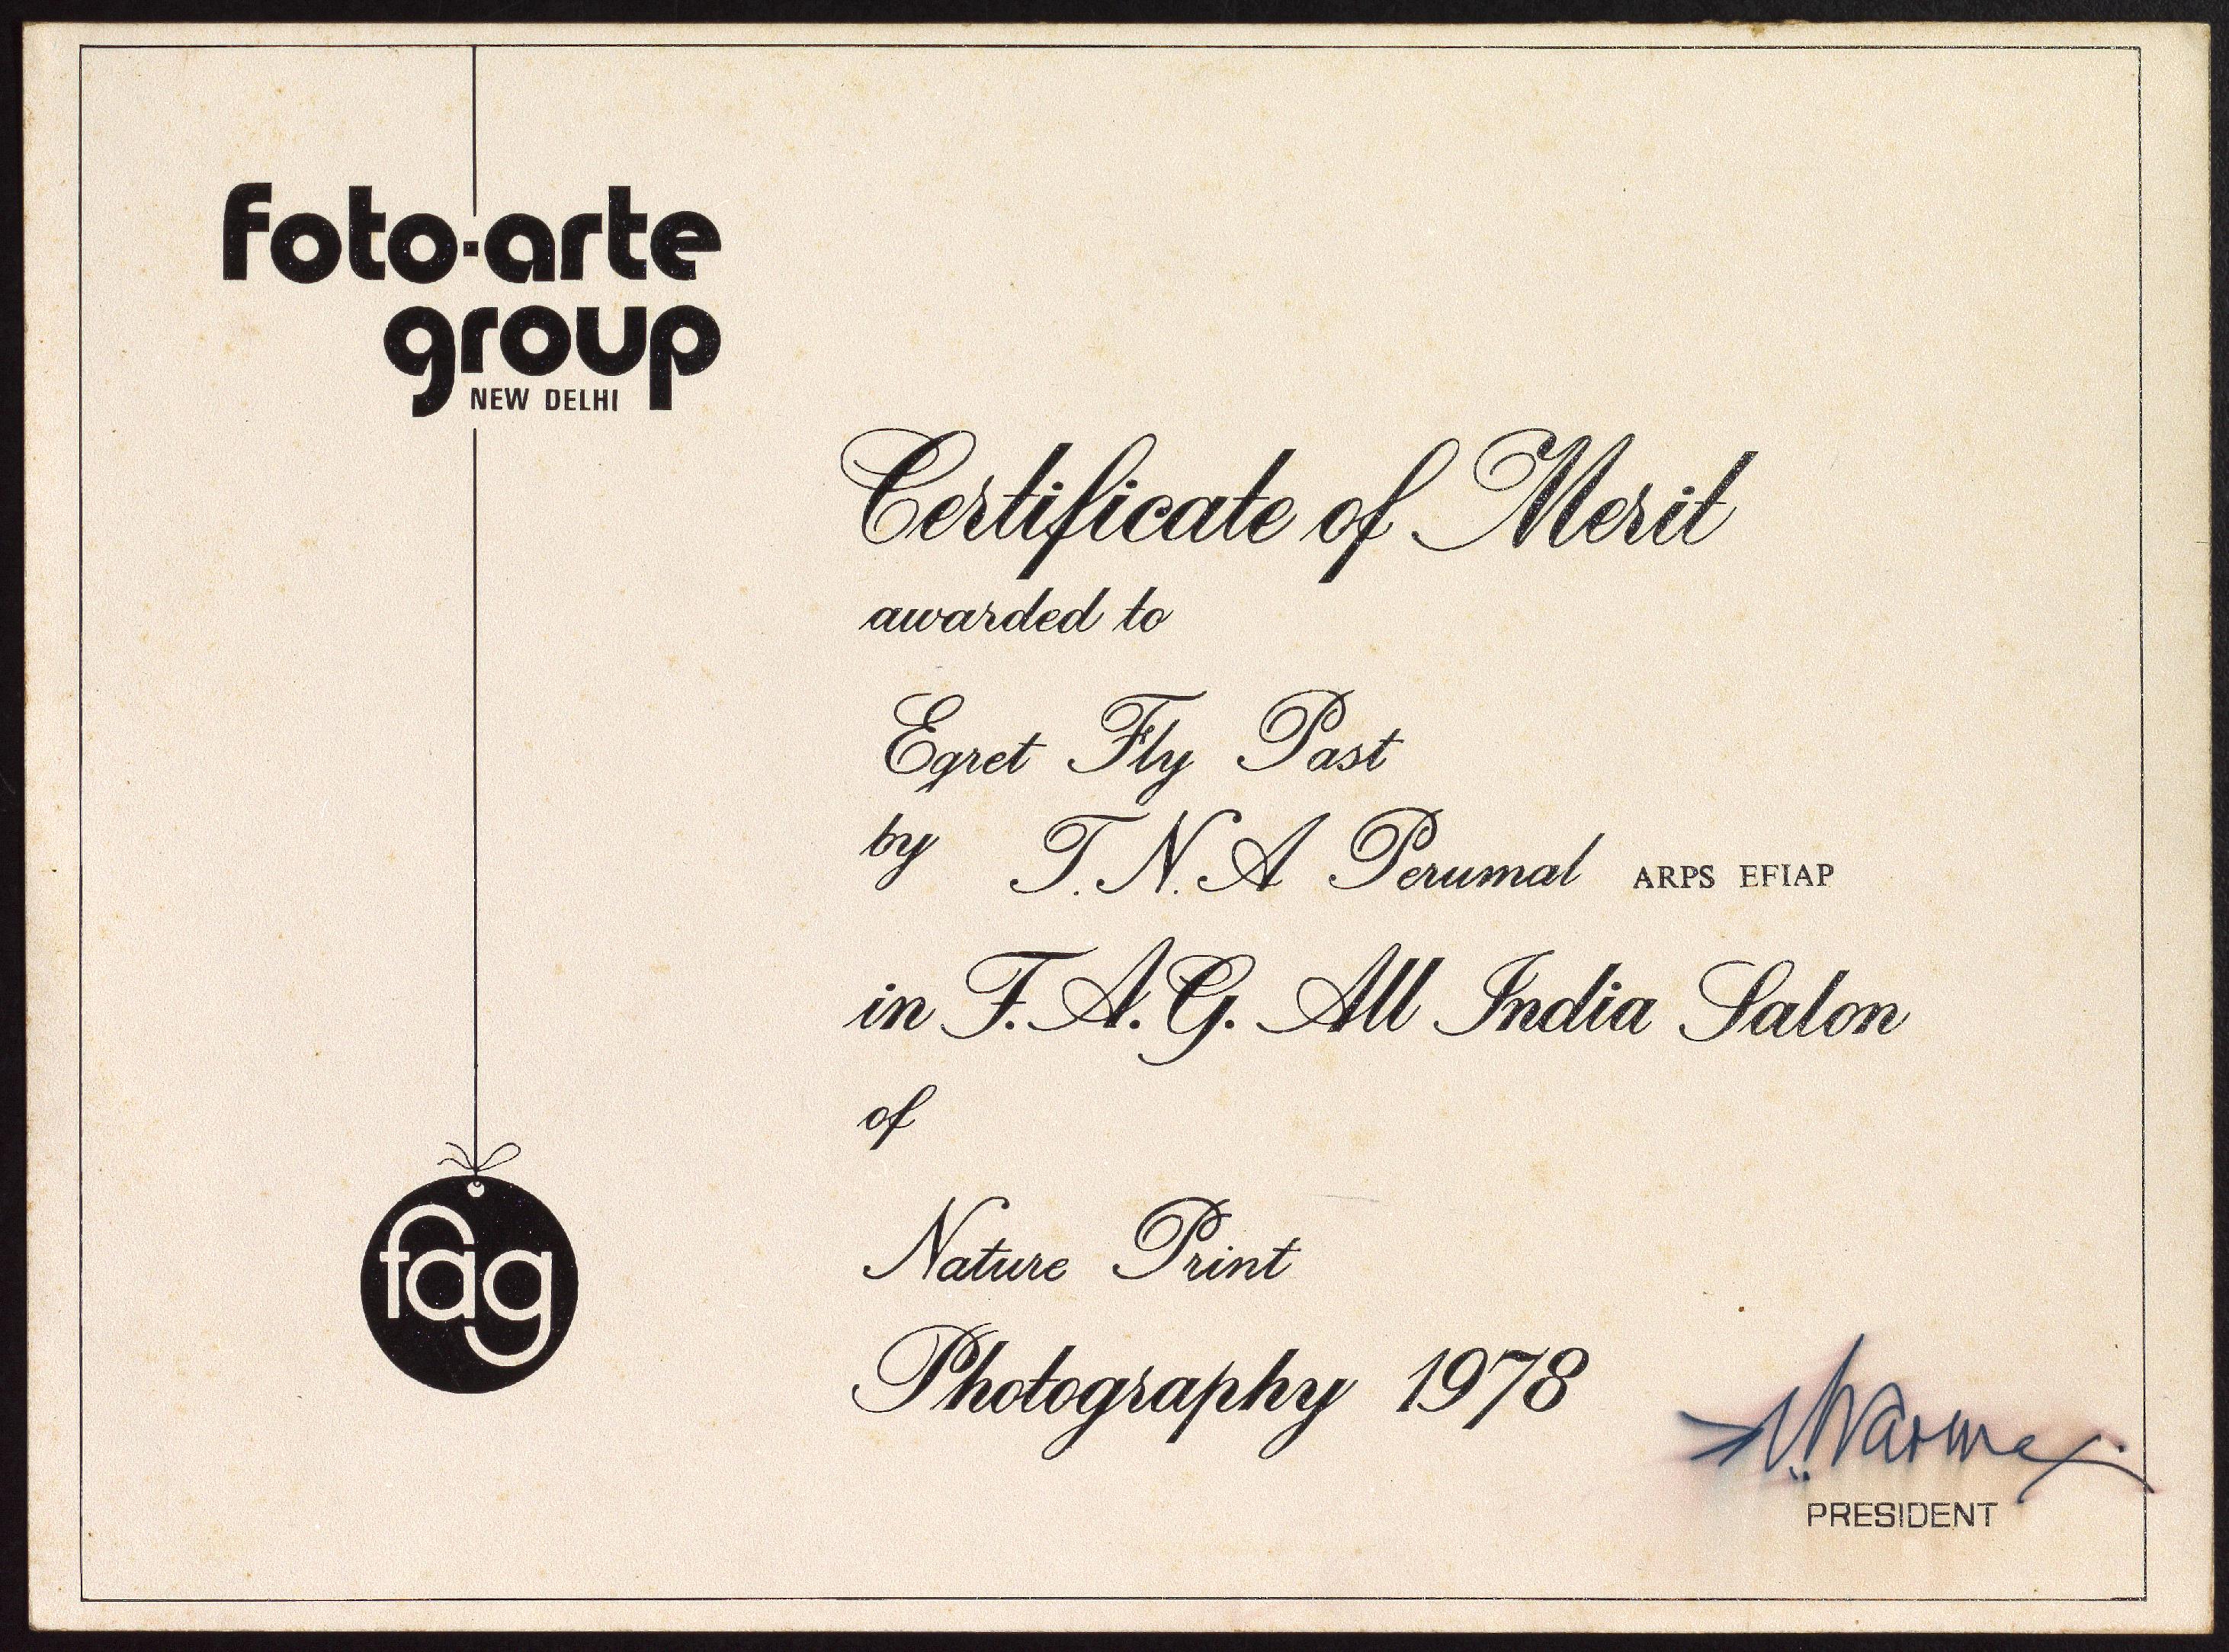 foto-arte
group
NEW DELHI
Certificate of Merit
awarded to
Egret Fly Past
by T. N. A Perumal ARPS EFIAP
in F. A. G. All India Salon
of
Nature Print
Photography 1978
fag
PRESIDENT